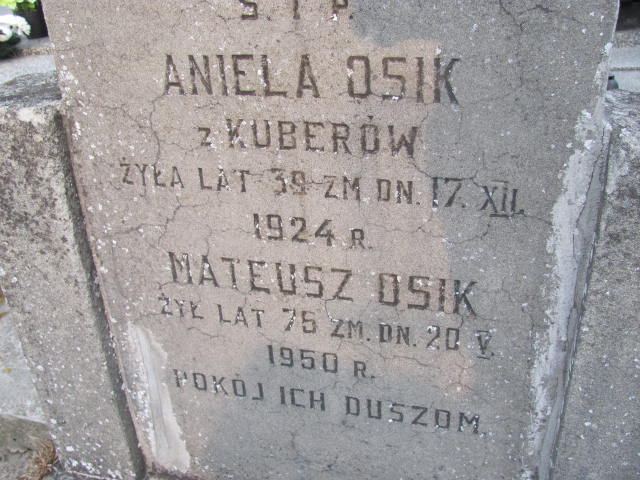 Ś. † P.
ANIELA OSIK
z KUBERÓW
ŻYŁA LAT 39 ZM DN. 17. XII.
1924 R.
MATEUSZ OSIK
ŻYŁ LAT 75 ZM. DN. 20 V.
1950 R.
POKÓJ ICH DUSZOM.